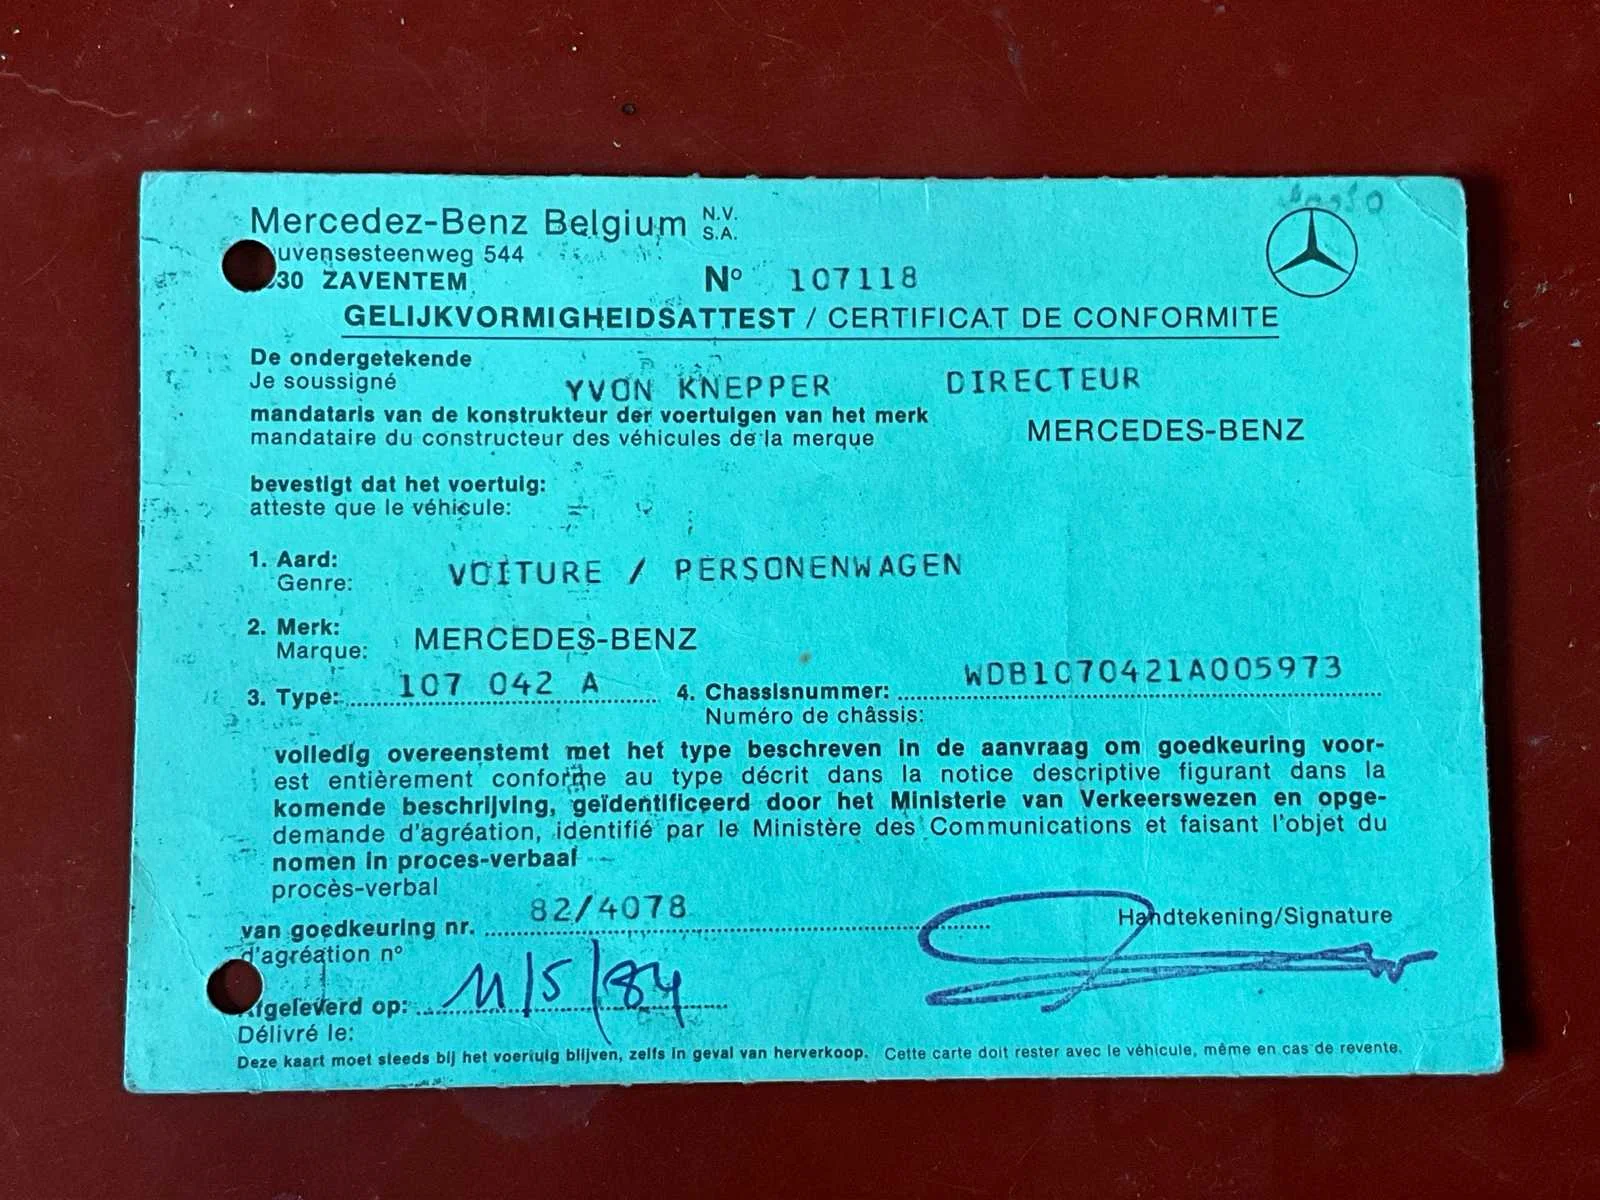 Mercedez-Benz Belgium N.V. S.A.
uvensesteenweg 544
30 ZAVENTEM
Nº 107118
GELIJKVORMIGHEIDSATTEST / CERTIFICAT DE CONFORMITE
De ondergetekende
Je soussigné YVON KNEPPER DIRECTEUR
mandataris van de konstrukteur der voertuigen van het merk
mandataire du constructeur des véhicules de la merque MERCEDES-BENZ
bevestigt dat het voertuig:
atteste que le véhicule:
1. Aard:
Genre: VOITURE / PERSONENWAGEN
2. Merk:
Marque: MERCEDES-BENZ
3. Type: 107 042 A 4. Chassisnummer: WDB1070421A005973
Numéro de châssis:
volledig overeenstemt met het type beschreven in de aanvraag om goedkeuring voor-
est entièrement conforme au type décrit dans la notice descriptive figurant dans la
komende beschrijving, geïdentificeerd door het Ministerie van Verkeerswezen en opge-
demande d'agréation, identifié par le Ministère des Communications et faisant l'objet du
nomen in proces-verbaal
procès-verbal
van goedkeuring nr. 82/4078
d'agréation nº
Handtekening/Signature
Afgeleverd op: 11/5/84
Délivré le:
Deze kaart moet steeds bij het voertuig blijven, zelfs in geval van herverkoop. Cette carte doit rester avec le véhicule, même en cas de revente.